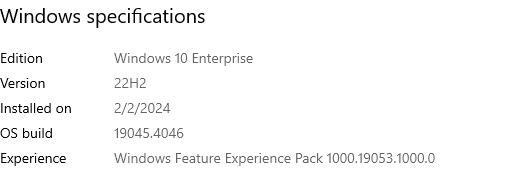 Windows specifications
Edition Windows 10 Enterprise
Version 22H2
Installed on 2/2/2024
OS build 19045.4046
Experience Windows Feature Experience Pack 1000.19053.1000.0